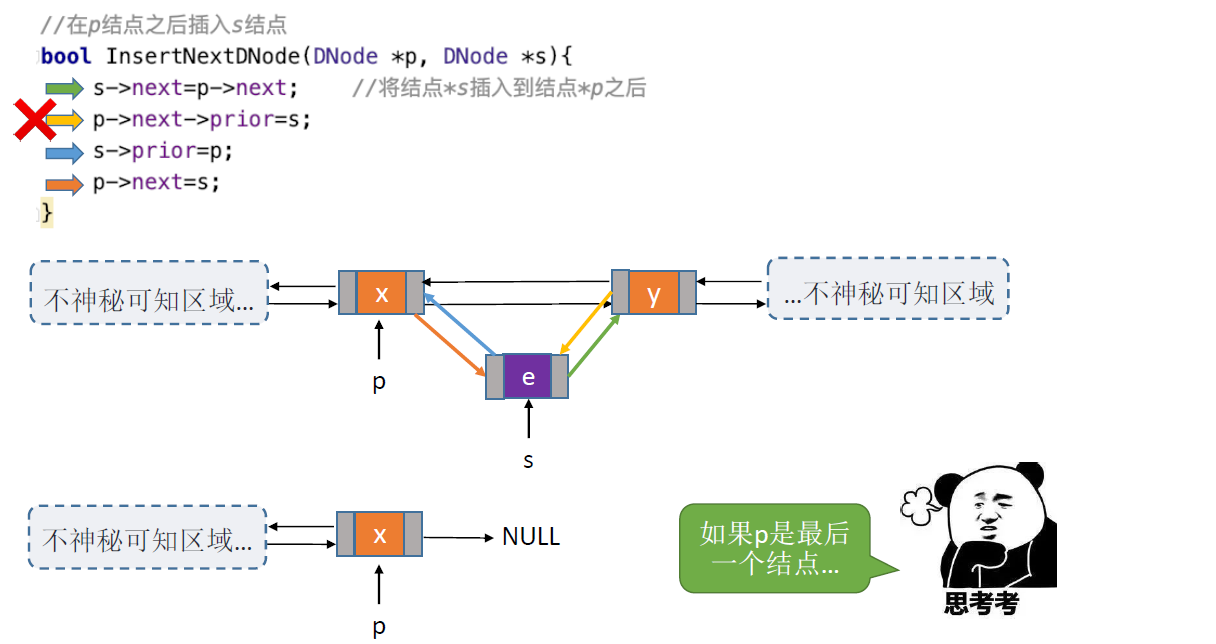 //在p结点之后插入s结点
bool InsertNextDNode(DNode *p, DNode *s){
s->next=p->next; //将结点*s插入到结点*p之后
p->next->prior=s;
s->prior=p;
p->next=s;
}
不神秘可知区域...
x
y
...不神秘可知区域
p
e
s
不神秘可知区域...
x
NULL
p
如果p是最后
一个结点...
思考考